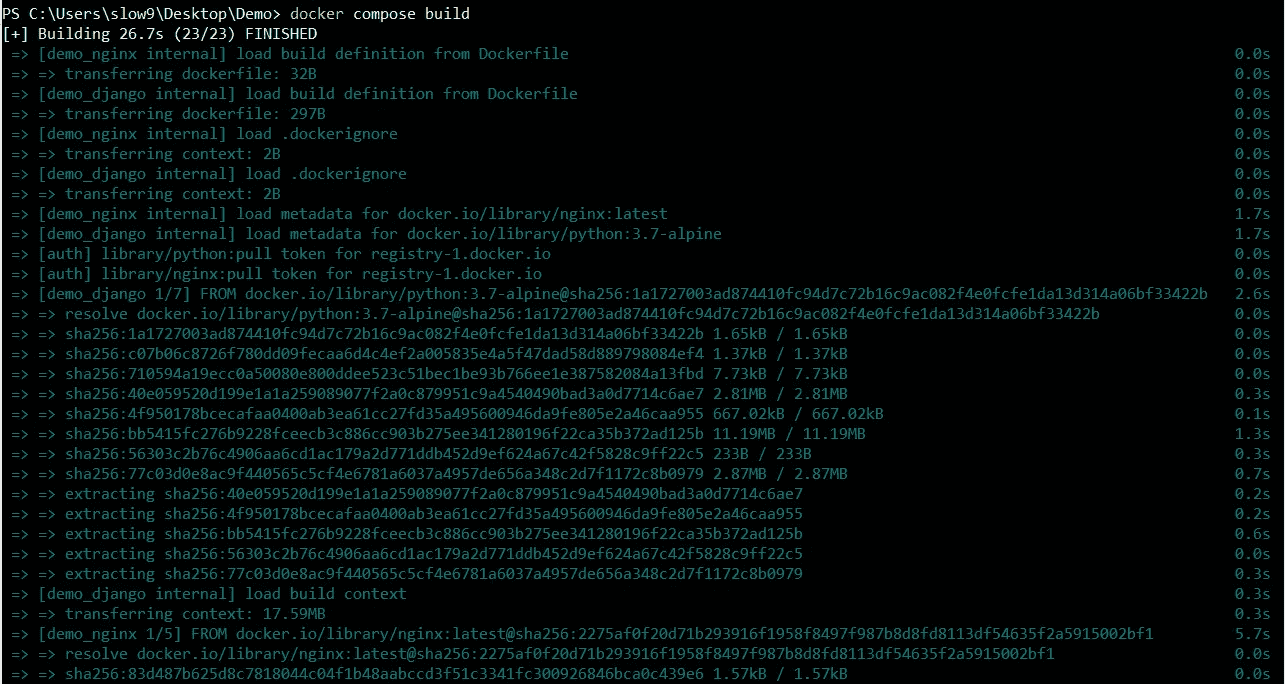 PS C:\Users\slow9\Desktop\Demo> docker compose build
[+] Building 26.7s (23/23) FINISHED
=> [demo_nginx internal] load build definition from Dockerfile 0.0s
=> => transferring dockerfile: 32B 0.0s
=> [demo_django internal] load build definition from Dockerfile 0.0s
=> => transferring dockerfile: 297B 0.0s
=> [demo_nginx internal] load .dockerignore 0.0s
=> => transferring context: 2B 0.0s
=> [demo_django internal] load .dockerignore 0.0s
=> => transferring context: 2B 0.0s
=> [demo_nginx internal] load metadata for docker.io/library/nginx:latest 1.7s
=> [demo_django internal] load metadata for docker.io/library/python:3.7-alpine 1.7s
=> [auth] library/python:pull token for registry-1.docker.io 0.0s
=> [auth] library/nginx:pull token for registry-1.docker.io 0.0s
=> [demo_django 1/7] FROM docker.io/library/python:3.7-alpine@sha256:1a1727003ad874410fc94d7c72b16c9ac082f4e0fcfe1da13d314a06bf33422b 2.6s
=> => resolve docker.io/library/python:3.7-alpine@sha256:1a1727003ad874410fc94d7c72b16c9ac082f4e0fcfe1da13d314a06bf33422b 0.0s
=> => sha256:1a1727003ad874410fc94d7c72b16c9ac082f4e0fcfe1da13d314a06bf33422b 1.65kB / 1.65kB 0.0s
=> => sha256:c07b06c8726f780dd09fecaa6d4c4ef2a005835e4a5f47dad58d889798084ef4 1.37kB / 1.37kB 0.0s
=> => sha256:710594a19ecc0a50080e800ddee523c51bec1be93b766ee1e387582084a13fbd 7.73kB / 7.73kB 0.0s
=> => sha256:40e059520d199e1a1a259089077f2a0c879951c9a4540490bad3a0d7714c6ae7 2.81MB / 2.81MB 0.3s
=> => sha256:4f950178bcecafaa0400ab3ea61cc27fd35a495600946da9fe805e2a46caa955 667.02kB / 667.02kB 0.1s
=> => sha256:bb5415fc276b9228fceecb3c886cc903b275ee341280196f22ca35b372ad125b 11.19MB / 11.19MB 1.3s
=> => sha256:56303c2b76c4906aa6cd1ac179a2d771ddb452d9ef624a67c42f5828c9ff22c5 233B / 233B 0.3s
=> => sha256:77c03d0e8ac9f440565c5cf4e6781a6037a4957de656a348c2d7f1172c8b0979 2.87MB / 2.87MB 0.7s
=> => extracting sha256:40e059520d199e1a1a259089077f2a0c879951c9a4540490bad3a0d7714c6ae7 0.2s
=> => extracting sha256:4f950178bcecafaa0400ab3ea61cc27fd35a495600946da9fe805e2a46caa955 0.2s
=> => extracting sha256:bb5415fc276b9228fceecb3c886cc903b275ee341280196f22ca35b372ad125b 0.6s
=> => extracting sha256:56303c2b76c4906aa6cd1ac179a2d771ddb452d9ef624a67c42f5828c9ff22c5 0.0s
=> => extracting sha256:77c03d0e8ac9f440565c5cf4e6781a6037a4957de656a348c2d7f1172c8b0979 0.3s
=> [demo_django internal] load build context 0.3s
=> => transferring context: 17.59MB 0.3s
=> [demo_nginx 1/5] FROM docker.io/library/nginx:latest@sha256:2275af0f20d71b293916f1958f8497f987b8d8fd8113df54635f2a5915002bf1 5.7s
=> => resolve docker.io/library/nginx:latest@sha256:2275af0f20d71b293916f1958f8497f987b8d8fd8113df54635f2a5915002bf1 0.0s
=> => sha256:83d487b625d8c7818044c04f1b48aabccd3f51c3341fc300926846bca0c439e6 1.57kB / 1.57kB 0.0s